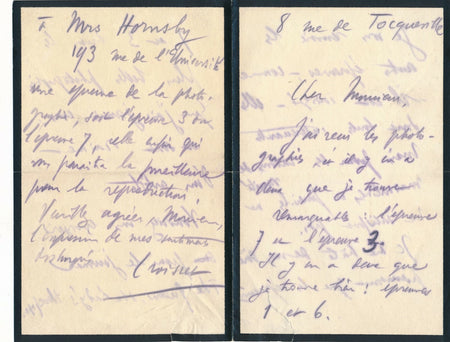 8 rue de Tocqueville
Cher Monsieur,
J'ai reçu les photo-
graphies et il y en a
deux que je trouve
remarquables : l'épreuve
7 et l'épreuve 3.
Il y en a deux que
je trouve bien : épreuves
1 et 6.
à Mrs Hornsby
193 rue de l'Université
une épreuve de la photo-
graphie, soit l'épreuve 3 ou
l'épreuve 7, celle enfin qui
vous paraîtra la meilleure
pour la reproduction.
Veuillez agréer, Monsieur,
l'expression de mes sentiments
distingués
Croiset